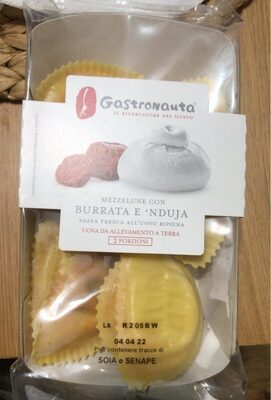 Gastronauta
IL RICERCATORE DEL GUSTO
MEZZELUNE CON
BURRATA E 'NDUJA
PASTA FRESCA ALL'UOVO RIPIENA
UOVA DA ALLEVAMENTO A TERRA
2 PORZIONI
L6 R205BW
04 04 22
Può contenere tracce di
SOIA e SENAPE